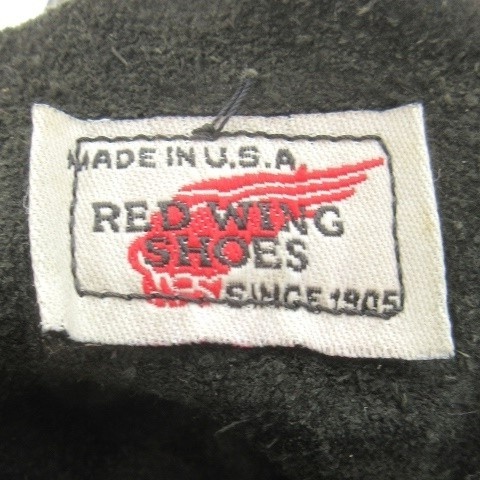 MADE IN U.S.A
RED WING
SHOES
SINCE 1905